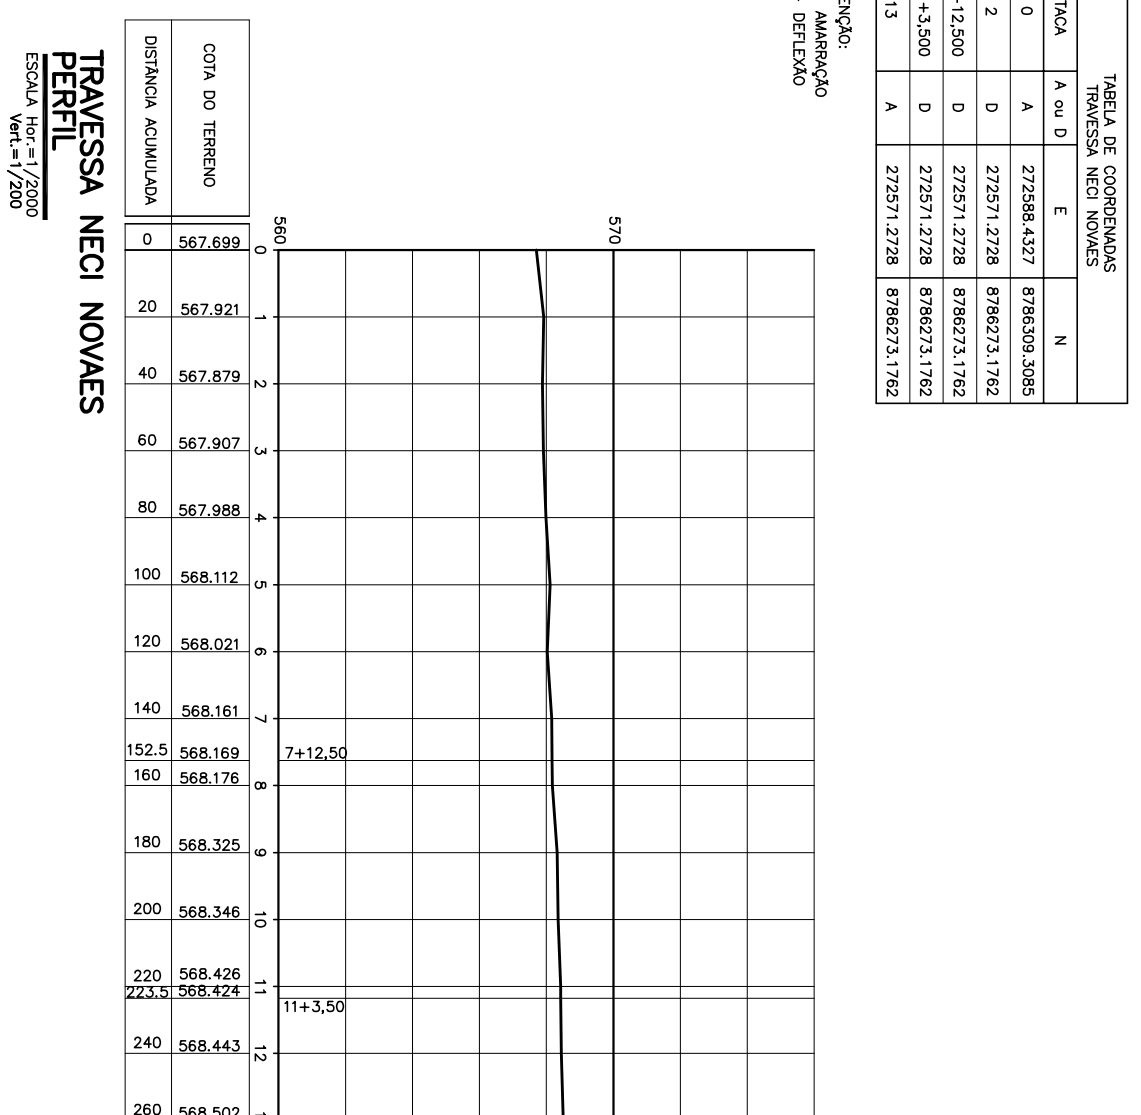 TABELA DE COORDENADAS
TRAVESSA NECI NOVAES
TACA A ou D E N
0 A 272588.4327 8786309.3085
2 D 272571.2728 8786273.1762
12,500 D 272571.2728 8786273.1762
+3,500 D 272571.2728 8786273.1762
13 A 272571.2728 8786273.1762
ENÇÃO:
AMARRAÇÃO
DEFLEXÃO
570
560
0 1 2 3 4 5 6 7 8 9 10 11 12
7+12,50
11+3,50
COTA DO TERRENO
567.699
567.921
567.879
567.907
567.988
568.112
568.021
568.161
568.169
568.176
568.325
568.346
568.426
568.424
568.443
568.502
DISTÂNCIA ACUMULADA
0
20
40
60
80
100
120
140
152.5
160
180
200
220
223.5
240
260
TRAVESSA NECI NOVAES
PERFIL
ESCALA Hor.=1/2000
Vert.=1/200